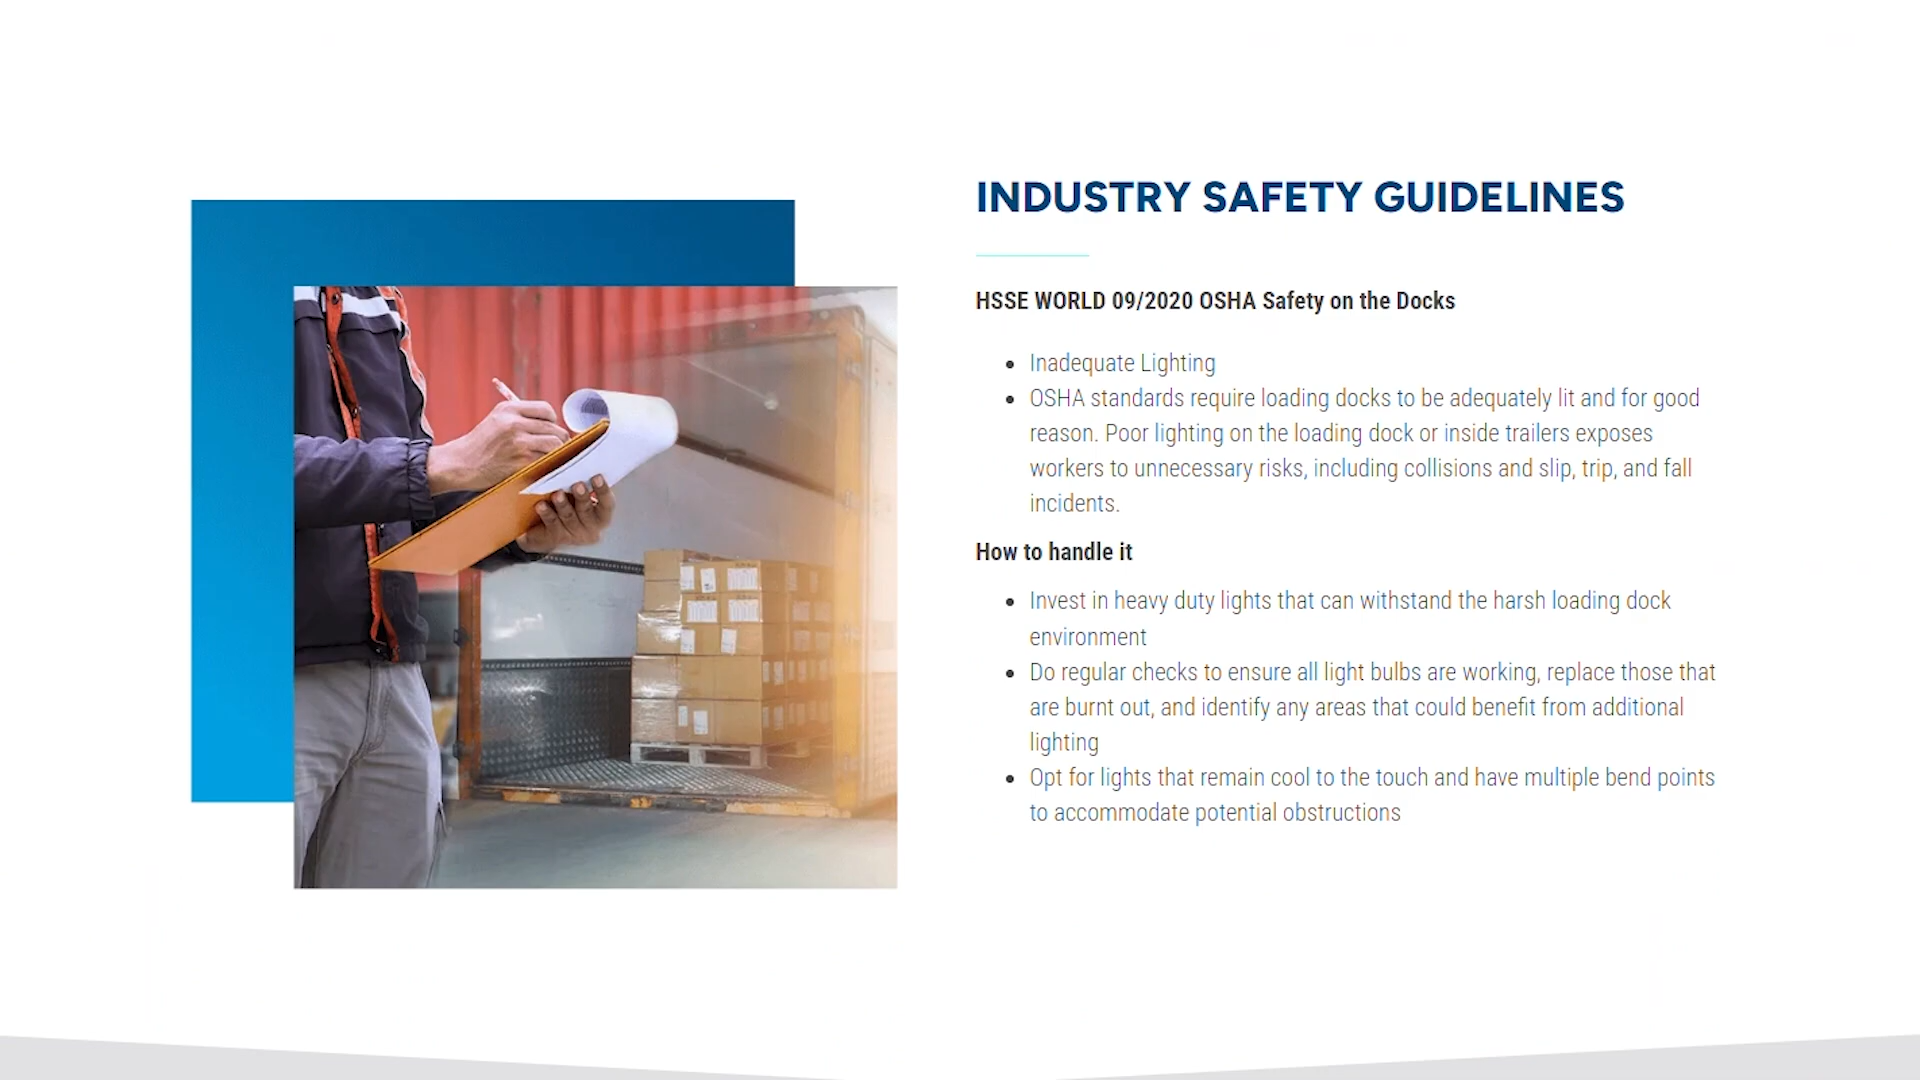 INDUSTRY SAFETY GUIDELINES
HSSE WORLD 09/2020 OSHA Safety on the Docks
Inadequate Lighting
OSHA standards require loading docks to be adequately lit and for good
reason. Poor lighting on the loading dock or inside trailers exposes
workers to unnecessary risks, including collisions and slip, trip, and fall
incidents.
How to handle it
Invest in heavy duty lights that can withstand the harsh loading dock
environment
Do regular checks to ensure all light bulbs are working, replace those that
are burnt out, and identify any areas that could benefit from additional
lighting
Opt for lights that remain cool to the touch and have multiple bend points
to accommodate potential obstructions